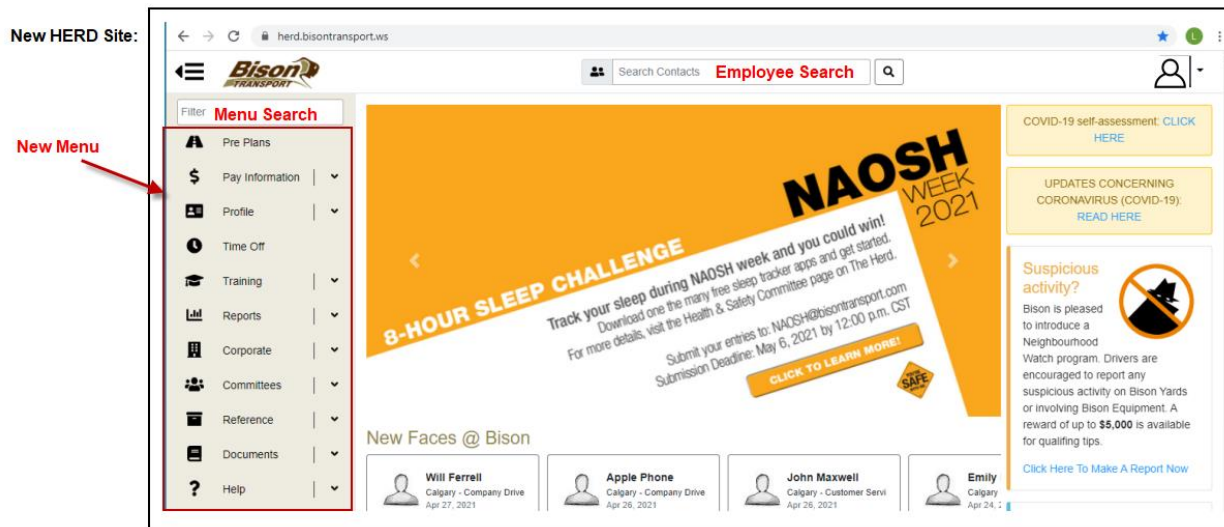 New HERD Site:
herd.bisontransport.ws
L
Bison
TRANSPORT
Search Contacts
Employee Search
Filter
Menu Search
New Menu
Pre Plans
Pay Information
Profile
Time Off
Training
Reports
Corporate
Committees
Reference
Documents
Help
NAOSH
WEEK
2021
8-HOUR SLEEP CHALLENGE
Track your sleep during NAOSH week and you could win!
Download one the many free sleep tracker apps and get started.
For more details, visit the Health & Safety Committee page on The Herd.
Submit your entries to: NAOSH@bisontransport.com
Submission Deadline: May 6, 2021 by 12:00 p.m. CST
CLICK TO LEARN MORE!
SAFE
New Faces @ Bison
Will Ferrell
Calgary - Company Drive
Apr 27, 2021
Apple Phone
Calgary - Company Drive
Apr 26, 2021
John Maxwell
Calgary - Customer Servi
Apr 26, 2021
Emily
Calgary
Apr 24, 2
COVID-19 self-assessment: CLICK
HERE
UPDATES CONCERNING
CORONAVIRUS (COVID-19):
READ HERE
Suspicious
activity?
Bison is pleased
to introduce a
Neighbourhood
Watch program. Drivers are
encouraged to report any
suspicious activity on Bison Yards
or involving Bison Equipment. A
reward of up to $5,000 is available
for qualifing tips.
Click Here To Make A Report Now